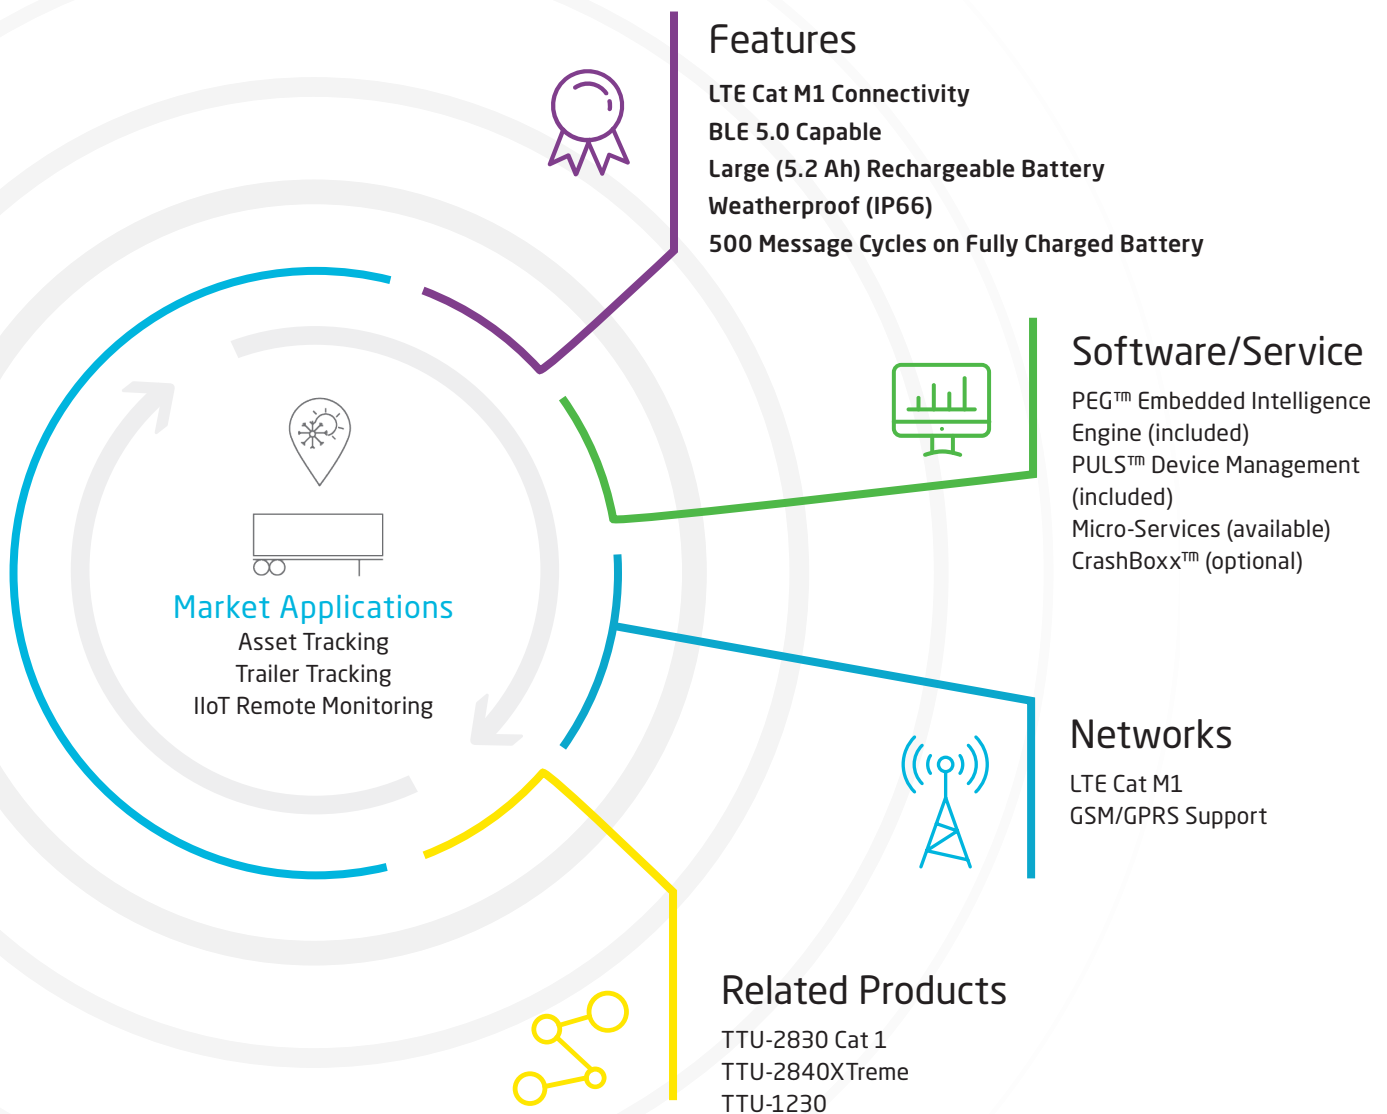 Features
LTE Cat M1 Connectivity
BLE 5.0 Capable
Large (5.2 Ah) Rechargeable Battery
Weatherproof (IP66)
500 Message Cycles on Fully Charged Battery
Software/Service
PEG™ Embedded Intelligence
Engine (included)
PULS™ Device Management
(included)
Micro-Services (available)
CrashBoxx™ (optional)
Market Applications
Asset Tracking
Trailer Tracking
IIoT Remote Monitoring
Networks
LTE Cat M1
GSM/GPRS Support
Related Products
TTU-2830 Cat 1
TTU-2840XTreme
TTU-1230